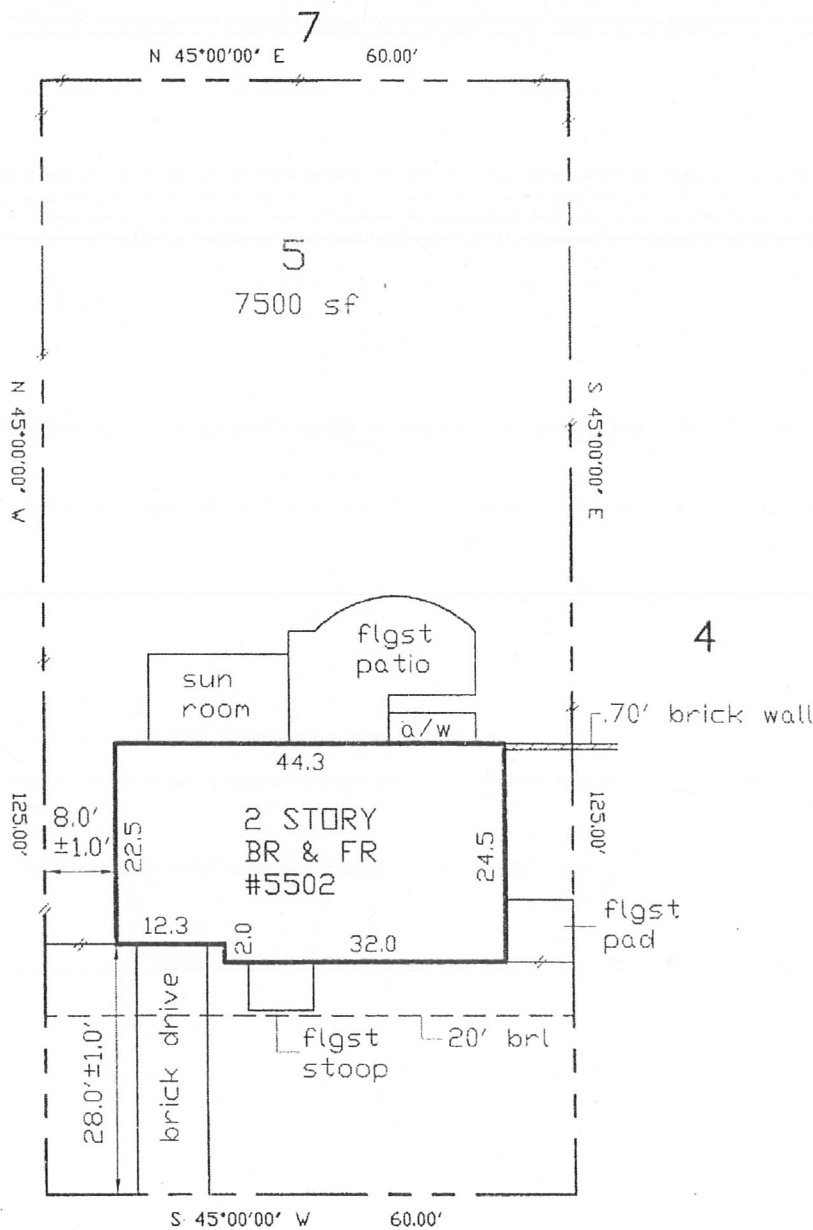 7
N 45°00'00" E 60.00'
5
7500 sf
N 45°00'00" W
S 45°00'00" E
flgst
patio
4
sun
room
.70' brick wall
a/w
44.3
125.00'
8.0'
±1.0'
22.5
2 STORY
BR & FR
#5502
24.5
125.00'
flgst
pad
12.3
2.0
32.0
28.0'±1.0'
brick drive
flgst
stoop
20' brl
S 45°00'00" W 60.00'